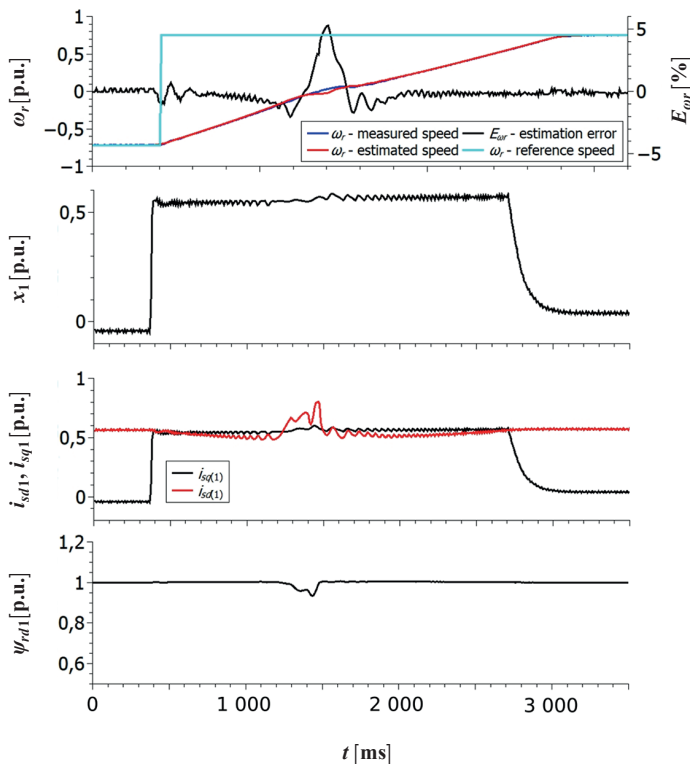 1
0,5
0
−0,5
−1
ω_r [p.u.]
5
0
−5
E_ωr [%]
ω_r - measured speed
E_ωr - estimation error
ω_r - estimated speed
ω_r - reference speed
0,5
0
x_1 [p.u.]
1
0,5
0
i_sd1, i_sq1 [p.u.]
i_sq(1)
i_sd(1)
1,2
1,2
1
0,8
0,6
ψ_rd1 [p.u.]
0
1 000
2 000
3 000
t [ms]